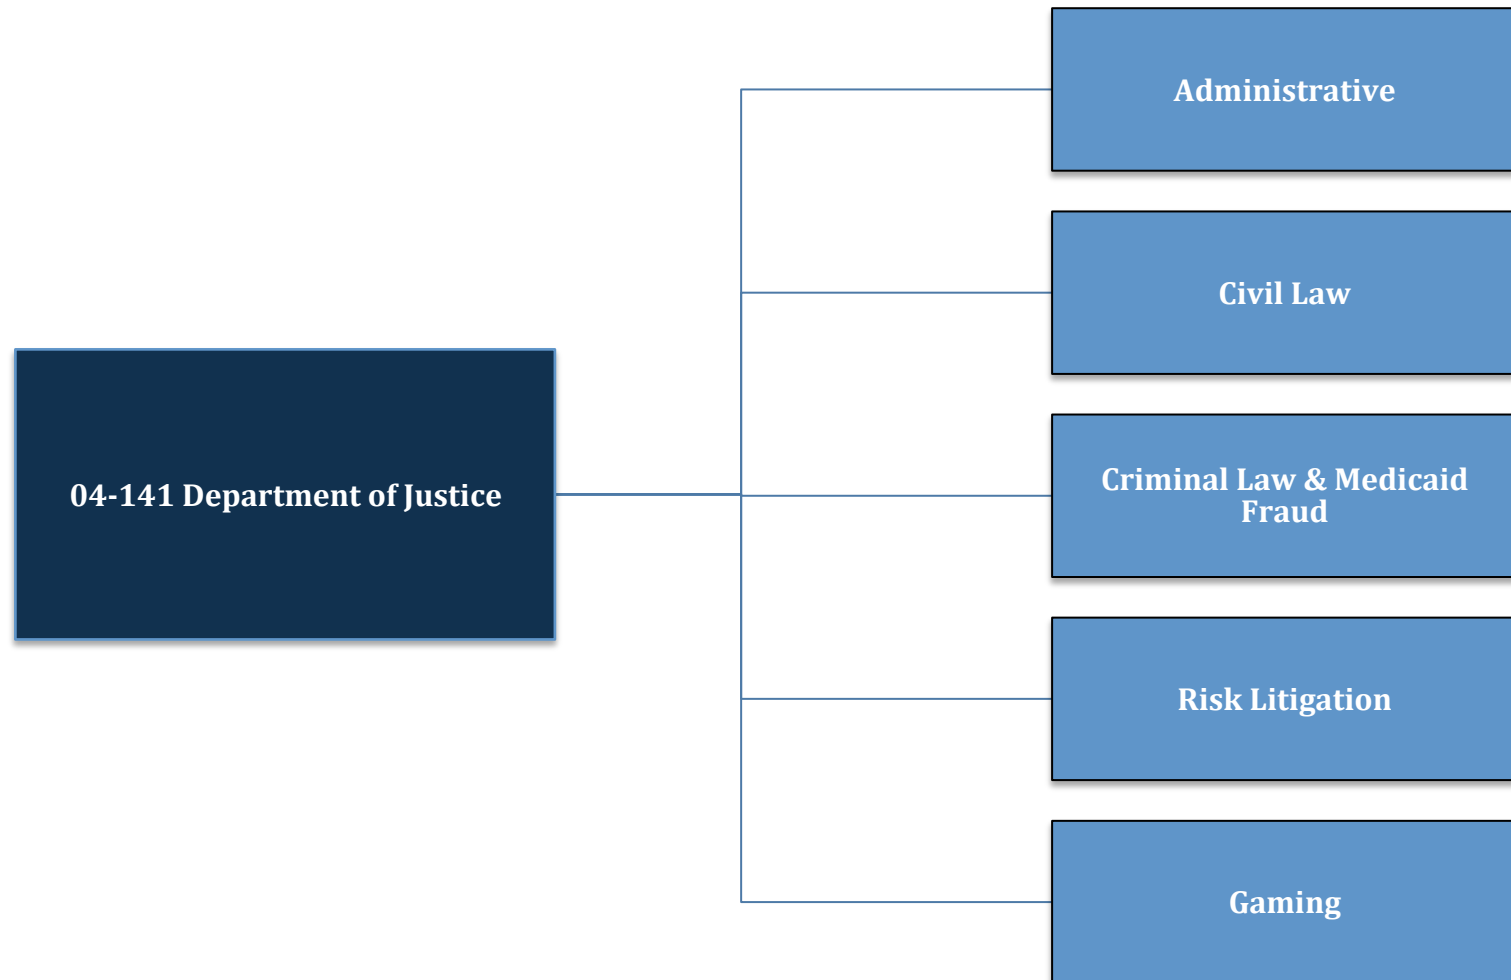 Administrative
Civil Law
04-141 Department of Justice
Criminal Law & Medicaid
Fraud
Risk Litigation
Gaming